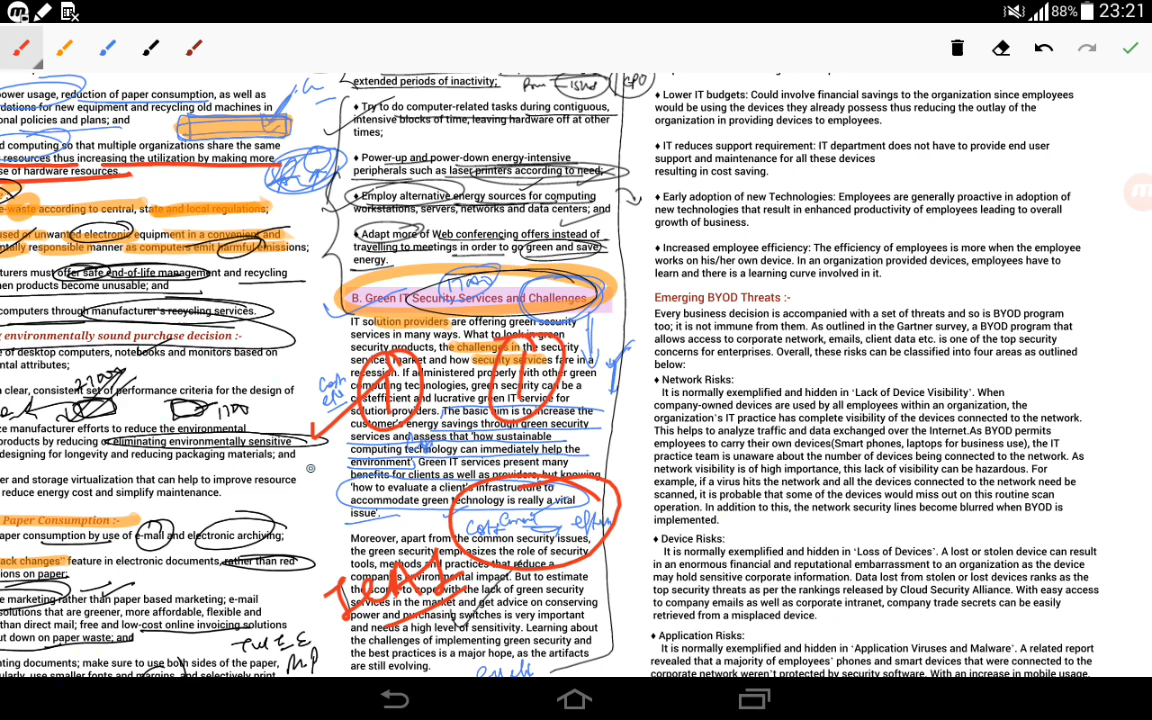 88% 23:21
power usage, reduction of paper consumption, as well as
dations for new equipment and recycling old machines in
onal policies and plans; and
d computing so that multiple organizations share the same
resources thus increasing the utilization by making more
se of hardware resources.
e-waste according to central, state and local regulations;
used or unwanted electronic equipment in a convenient and
ntally responsible manner as computers emit harmful emissions;
turers must offer safe end-of-life management and recycling
hen products become unusable; and
computers through manufacturer's recycling services.
environmentally sound purchase decision :-
e of desktop computers, notebooks and monitors based on
ntal attributes;
a clear, consistent set of performance criteria for the design of
ze manufacturer efforts to reduce the environmental
products by reducing or eliminating environmentally sensitive
designing for longevity and reducing packaging materials; and
er and storage virtualization that can help to improve resource
reduce energy cost and simplify maintenance.
Paper Consumption :-
aper consumption by use of e-mail and electronic archiving;
ack changes" feature in electronic documents, rather than red
ions on paper;
e marketing rather than paper based marketing; e-mail
solutions that are greener, more affordable, flexible and
than direct mail; free and low-cost online invoicing solutions
ut down on paper waste; and
nting documents; make sure to use both sides of the paper,
ularly, use smaller fonts and margins, and selectively print
extended periods of inactivity;
♦ Try to do computer-related tasks during contiguous,
intensive blocks of time, leaving hardware off at other
times;
♦ Power-up and power-down energy-intensive
peripherals such as laser printers according to need;
♦ Employ alternative energy sources for computing
workstations, servers, networks and data centers; and
♦ Adapt more of Web conferencing offers instead of
travelling to meetings in order to go green and save
energy.
B. Green IT Security Services and Challenges
IT solution providers are offering green security
services in many ways. What to look in green
security products, the challenges in the security
services market and how security services fare in a
recession. If administered properly with other green
computing technologies, green security can be a
costefficient and lucrative green IT service for
solution providers. The basic aim is to increase the
customer's energy savings through green security
services and assess that 'how sustainable
computing technology can immediately help the
environment'. Green IT services present many
benefits for clients as well as providers, but knowing
'how to evaluate a client's infrastructure to
accommodate green technology is really a vital
issue'.
Moreover, apart from the common security issues,
the green security emphasizes the role of security
tools, methods and practices that reduce a
company's environmental impact. But to estimate
the scope, to cope with the lack of green security
services in the market and get advice on conserving
power and purchasing switches is very important
and needs a high level of sensitivity. Learning about
the challenges of implementing green security and
the best practices is a major hope, as the artifacts
are still evolving.
♦ Lower IT budgets: Could involve financial savings to the organization since employees
would be using the devices they already possess thus reducing the outlay of the
organization in providing devices to employees.
♦ IT reduces support requirement: IT department does not have to provide end user
support and maintenance for all these devices
resulting in cost saving.
♦ Early adoption of new Technologies: Employees are generally proactive in adoption of
new technologies that result in enhanced productivity of employees leading to overall
growth of business.
♦ Increased employee efficiency: The efficiency of employees is more when the employee
works on his/her own device. In an organization provided devices, employees have to
learn and there is a learning curve involved in it.
Emerging BYOD Threats :-
Every business decision is accompanied with a set of threats and so is BYOD program
too; it is not immune from them. As outlined in the Gartner survey, a BYOD program that
allows access to corporate network, emails, client data etc. is one of the top security
concerns for enterprises. Overall, these risks can be classified into four areas as outlined
below:
♦ Network Risks:
It is normally exemplified and hidden in 'Lack of Device Visibility'. When
company-owned devices are used by all employees within an organization, the
organization's IT practice has complete visibility of the devices connected to the network.
This helps to analyze traffic and data exchanged over the Internet.As BYOD permits
employees to carry their own devices(Smart phones, laptops for business use), the IT
practice team is unaware about the number of devices being connected to the network. As
network visibility is of high importance, this lack of visibility can be hazardous. For
example, if a virus hits the network and all the devices connected to the network need be
scanned, it is probable that some of the devices would miss out on this routine scan
operation. In addition to this, the network security lines become blurred when BYOD is
implemented.
♦ Device Risks:
It is normally exemplified and hidden in 'Loss of Devices'. A lost or stolen device can result
in an enormous financial and reputational embarrassment to an organization as the device
may hold sensitive corporate information. Data lost from stolen or lost devices ranks as the
top security threats as per the rankings released by Cloud Security Alliance. With easy
access to company emails as well as corporate intranet, company trade secrets can be easily
retrieved from a misplaced device.
♦ Application Risks:
It is normally exemplified and hidden in 'Application Viruses and Malware'. A related report
revealed that a majority of employees' phones and smart devices that were connected to the
corporate network weren't protected by security software. With an increase in mobile usage,